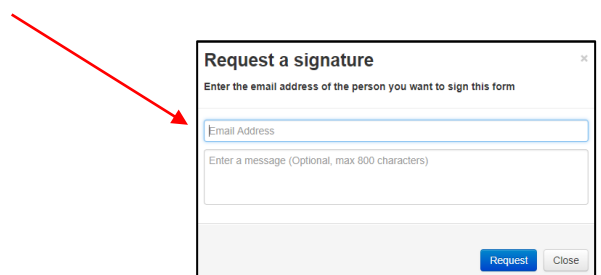 Request a signature
×
Enter the email address of the person you want to sign this form
Email Address
Enter a message (Optional, max 800 characters)
Request Close